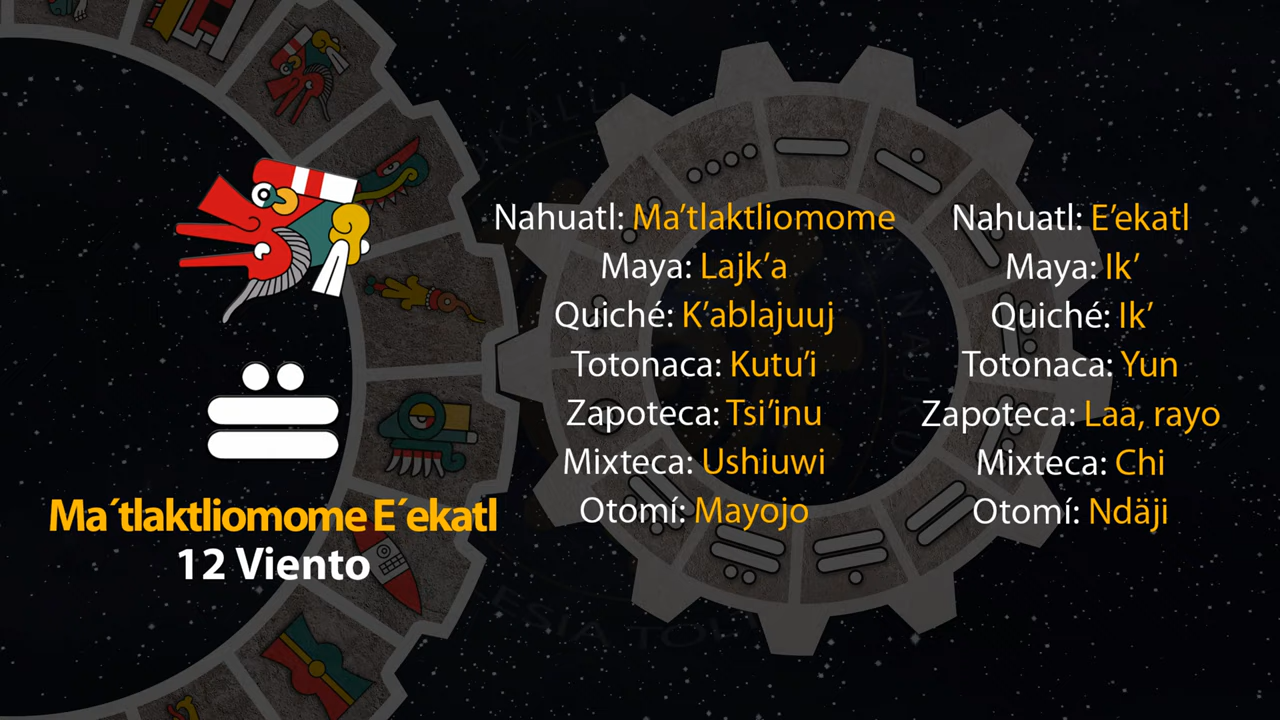 Nahuatl: Ma’tlaktliomome
Maya: Lajk’a
Quiché: K’ablajuuj
Totonaca: Kutu’i
Zapoteca: Tsi’inu
Mixteca: Ushiuwi
Otomí: Mayojo
Nahuatl: E’ekatl
Maya: Ik’
Quiché: Ik’
Totonaca: Yun
Zapoteca: Laa, rayo
Mixteca: Chi
Otomí: Ndäji
Ma´tlaktliomome E´ekatl
12 Viento